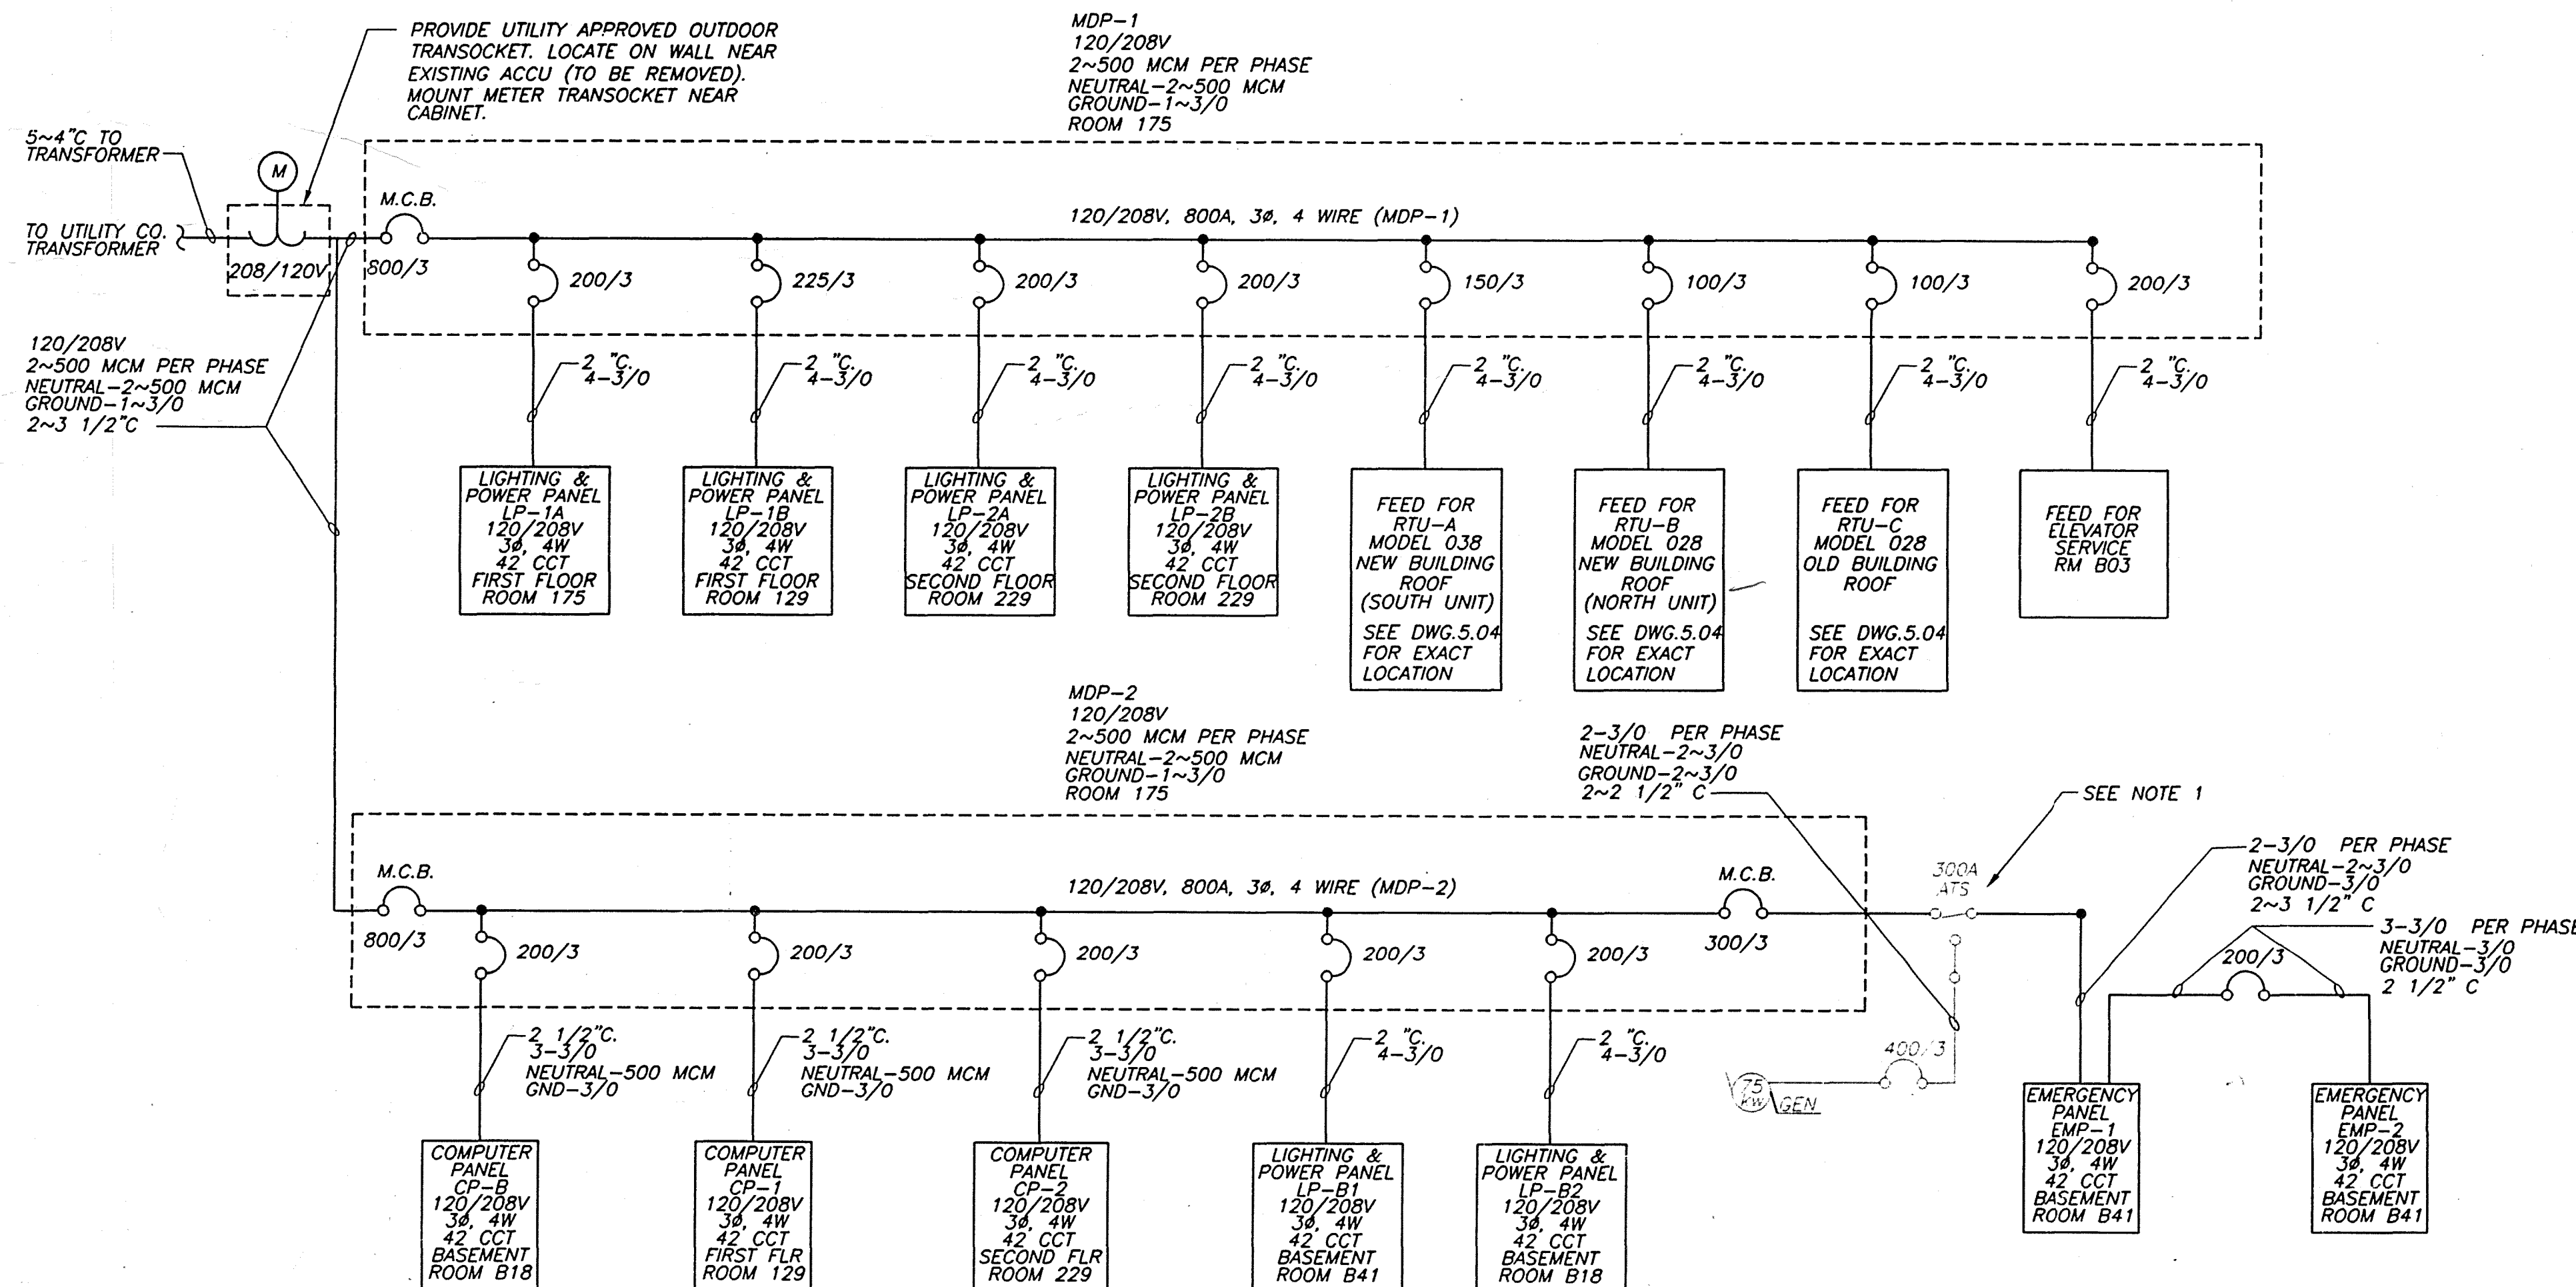 PROVIDE UTILITY APPROVED OUTDOOR
TRANSOCKET. LOCATE ON WALL NEAR
EXISTING ACCU (TO BE REMOVED).
MOUNT METER TRANSOCKET NEAR
CABINET.
MDP-1
120/208V
2~500 MCM PER PHASE
NEUTRAL-2~500 MCM
GROUND-1~3/0
ROOM 175
5~4"C TO
TRANSFORMER
M
TO UTILITY CO.
TRANSFORMER
208/120V
M.C.B.
800/3
120/208V, 800A, 3ø, 4 WIRE (MDP-1)
200/3
225/3
200/3
200/3
150/3
100/3
100/3
200/3
120/208V
2~500 MCM PER PHASE
NEUTRAL-2~500 MCM
GROUND-1~3/0
2~3 1/2"C
2 "C.
4-3/0
2 "C.
4-3/0
2 "C.
4-3/0
2 "C.
4-3/0
2 "C.
4-3/0
2 "C.
4-3/0
2 "C.
4-3/0
2 "C.
4-3/0
LIGHTING &
POWER PANEL
LP-1A
120/208V
3ø, 4W
42 CCT
FIRST FLOOR
ROOM 175
LIGHTING &
POWER PANEL
LP-1B
120/208V
3ø, 4W
42 CCT
FIRST FLOOR
ROOM 129
LIGHTING &
POWER PANEL
LP-2A
120/208V
3ø, 4W
42 CCT
SECOND FLOOR
ROOM 229
LIGHTING &
POWER PANEL
LP-2B
120/208V
3ø, 4W
42 CCT
SECOND FLOOR
ROOM 229
FEED FOR
RTU-A
MODEL 038
NEW BUILDING
ROOF
(SOUTH UNIT)
SEE DWG.5.04
FOR EXACT
LOCATION
FEED FOR
RTU-B
MODEL 028
NEW BUILDING
ROOF
(NORTH UNIT)
SEE DWG.5.04
FOR EXACT
LOCATION
FEED FOR
RTU-C
MODEL 028
OLD BUILDING
ROOF
SEE DWG.5.04
FOR EXACT
LOCATION
FEED FOR
ELEVATOR
SERVICE
RM B03
MDP-2
120/208V
2~500 MCM PER PHASE
NEUTRAL-2~500 MCM
GROUND-1~3/0
ROOM 175
2-3/0 PER PHASE
NEUTRAL-2~3/0
GROUND-2~3/0
2~2 1/2" C
SEE NOTE 1
2-3/0 PER PHASE
NEUTRAL-2~3/0
GROUND-3/0
2~3 1/2" C
3-3/0 PER PHASE
NEUTRAL-3/0
GROUND-3/0
2 1/2" C
M.C.B.
800/3
120/208V, 800A, 3ø, 4 WIRE (MDP-2)
M.C.B.
300/3
300A
ATS
200/3
200/3
200/3
200/3
200/3
200/3
2 1/2"C.
3-3/0
NEUTRAL-500 MCM
GND-3/0
2 1/2"C.
3-3/0
NEUTRAL-500 MCM
GND-3/0
2 1/2"C.
3-3/0
NEUTRAL-500 MCM
GND-3/0
2 "C.
4-3/0
2 "C.
4-3/0
400/3
75
KW
GEN
COMPUTER
PANEL
CP-B
120/208V
3ø, 4W
42 CCT
BASEMENT
ROOM B18
COMPUTER
PANEL
CP-1
120/208V
3ø, 4W
42 CCT
FIRST FLR
ROOM 129
COMPUTER
PANEL
CP-2
120/208V
3ø, 4W
42 CCT
SECOND FLR
ROOM 229
LIGHTING &
POWER PANEL
LP-B1
120/208V
3ø, 4W
42 CCT
BASEMENT
ROOM B41
LIGHTING &
POWER PANEL
LP-B2
120/208V
3ø, 4W
42 CCT
BASEMENT
ROOM B18
EMERGENCY
PANEL
EMP-1
120/208V
3ø, 4W
42 CCT
BASEMENT
ROOM B41
EMERGENCY
PANEL
EMP-2
120/208V
3ø, 4W
42 CCT
BASEMENT
ROOM B41